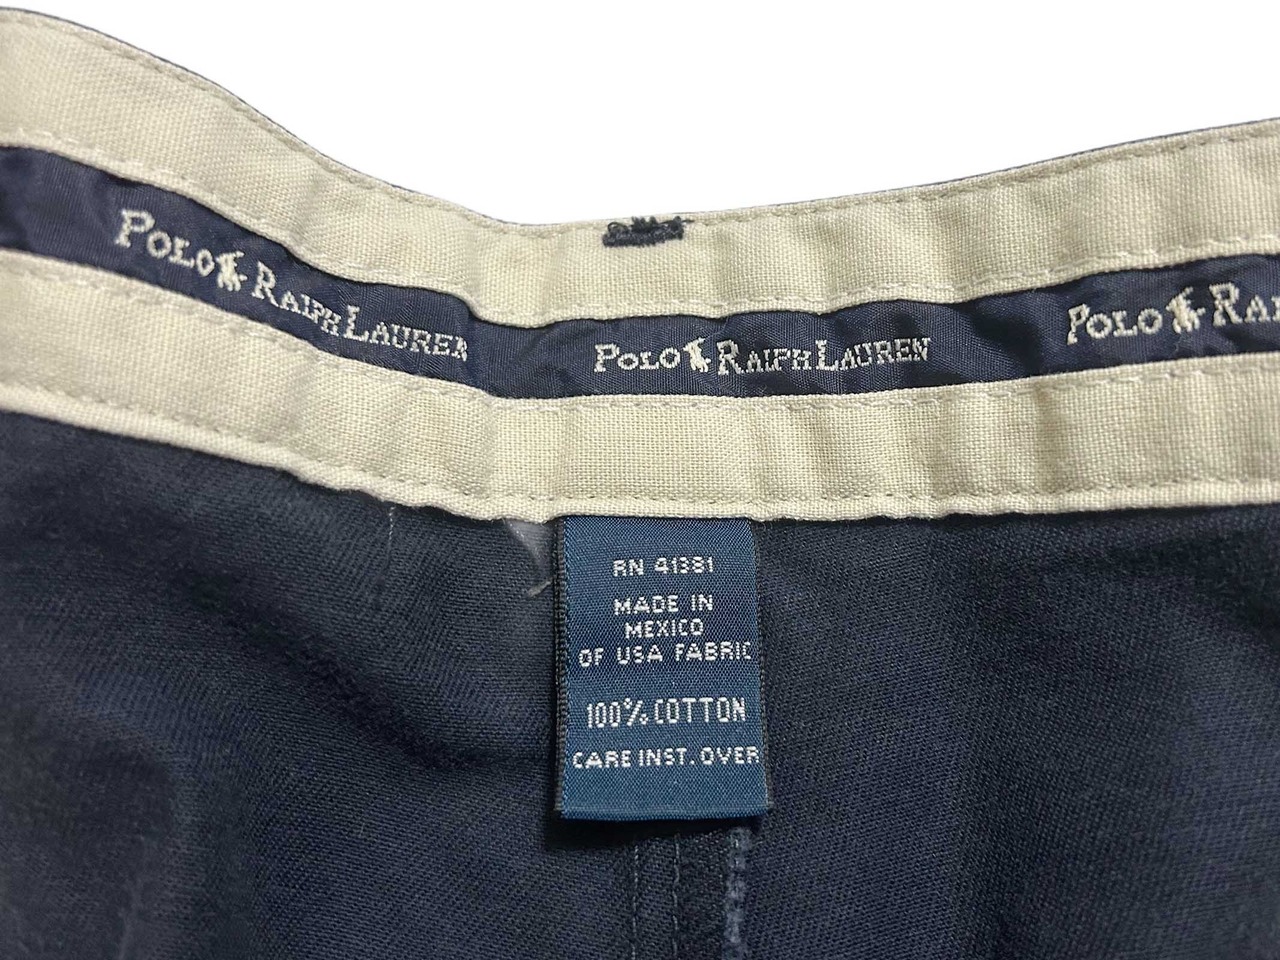 POLO RALPH LAUREN
POLO RALPH LAUREN
POLO RA
RN 41381
MADE IN
MEXICO
OF USA FABRIC
100% COTTON
CARE INST. OVER